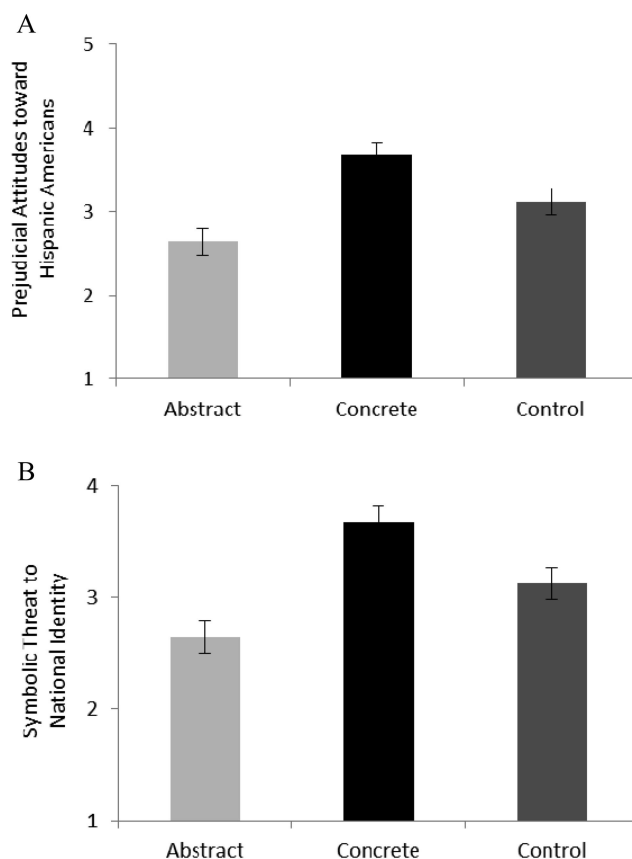 A
Prejudicial Attitudes toward
Hispanic Americans
5
4
3
2
1
Abstract
Concrete
Control
B
Symbolic Threat to
National Identity
4
3
2
1
Abstract
Concrete
Control